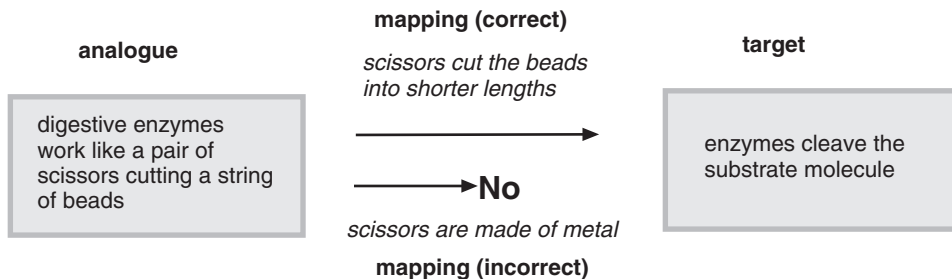 mapping (correct)
analogue
target
scissors cut the beads
into shorter lengths
digestive enzymes
work like a pair of
scissors cutting a string
of beads
enzymes cleave the
substrate molecule
No
scissors are made of metal
mapping (incorrect)